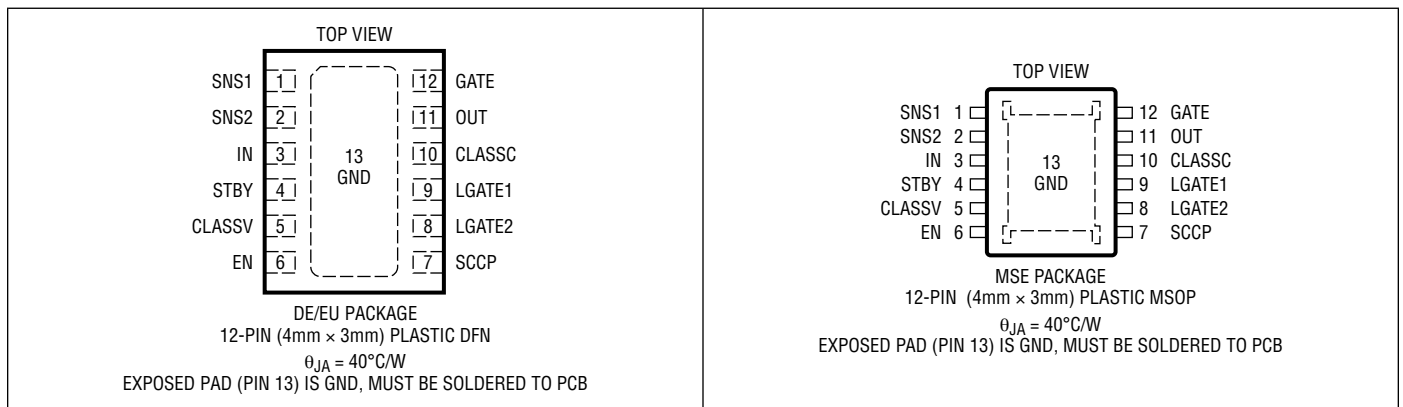 TOP VIEW
SNS1 1
SNS2 2
IN 3
STBY 4
CLASSV 5
EN 6
13
GND
12 GATE
11 OUT
10 CLASSC
9 LGATE1
8 LGATE2
7 SCCP
DE/EU PACKAGE
12-PIN (4mm × 3mm) PLASTIC DFN
θJA = 40°C/W
EXPOSED PAD (PIN 13) IS GND, MUST BE SOLDERED TO PCB
TOP VIEW
SNS1 1
SNS2 2
IN 3
STBY 4
CLASSV 5
EN 6
13
GND
12 GATE
11 OUT
10 CLASSC
9 LGATE1
8 LGATE2
7 SCCP
MSE PACKAGE
12-PIN (4mm × 3mm) PLASTIC MSOP
θJA = 40°C/W
EXPOSED PAD (PIN 13) IS GND, MUST BE SOLDERED TO PCB